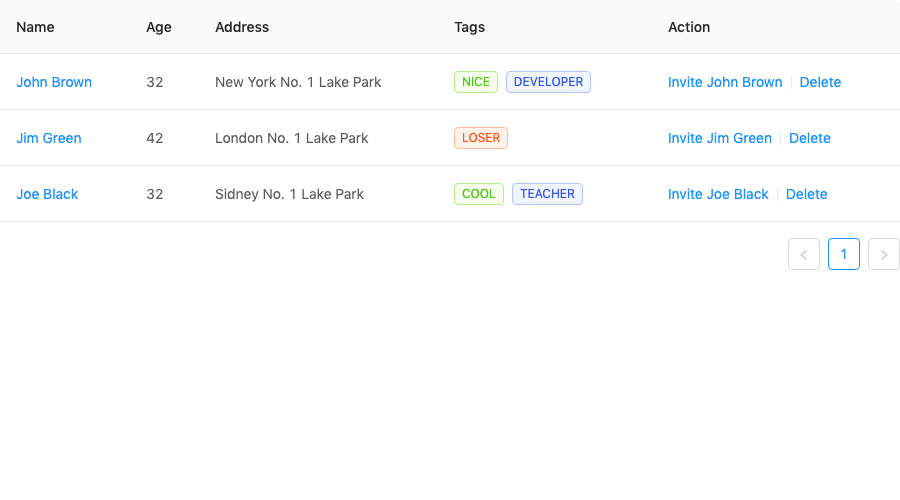 Name Age Address Tags Action
John Brown 32 New York No. 1 Lake Park NICE DEVELOPER Invite John Brown Delete
Jim Green 42 London No. 1 Lake Park LOSER Invite Jim Green Delete
Joe Black 32 Sidney No. 1 Lake Park COOL TEACHER Invite Joe Black Delete
1